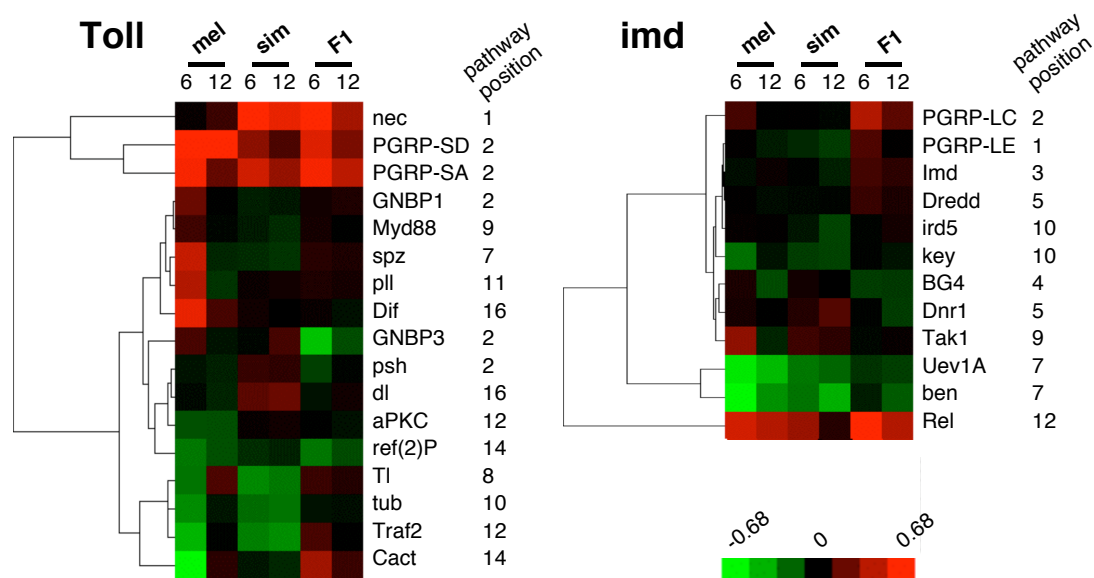 Toll
mel sim F1
6 12 6 12 6 12
pathway position
nec 1
PGRP-SD 2
PGRP-SA 2
GNBP1 2
Myd88 9
spz 7
pll 11
Dif 16
GNBP3 2
psh 2
dl 16
aPKC 12
ref(2)P 14
Tl 8
tub 10
Traf2 12
Cact 14
imd
mel sim F1
6 12 6 12 6 12
pathway position
PGRP-LC 2
PGRP-LE 1
Imd 3
Dredd 5
ird5 10
key 10
BG4 4
Dnr1 5
Tak1 9
Uev1A 7
ben 7
Rel 12
-0.68 0 0.68